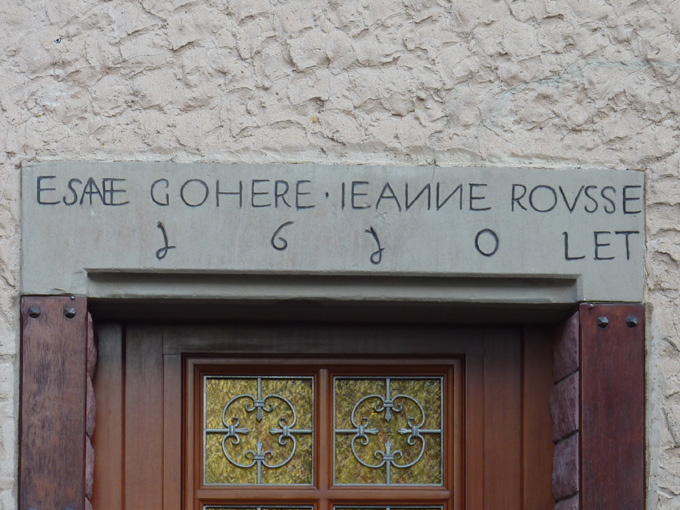 ESAE GOHERE · IEANNE ROVSSE
1 6 1 0 LET